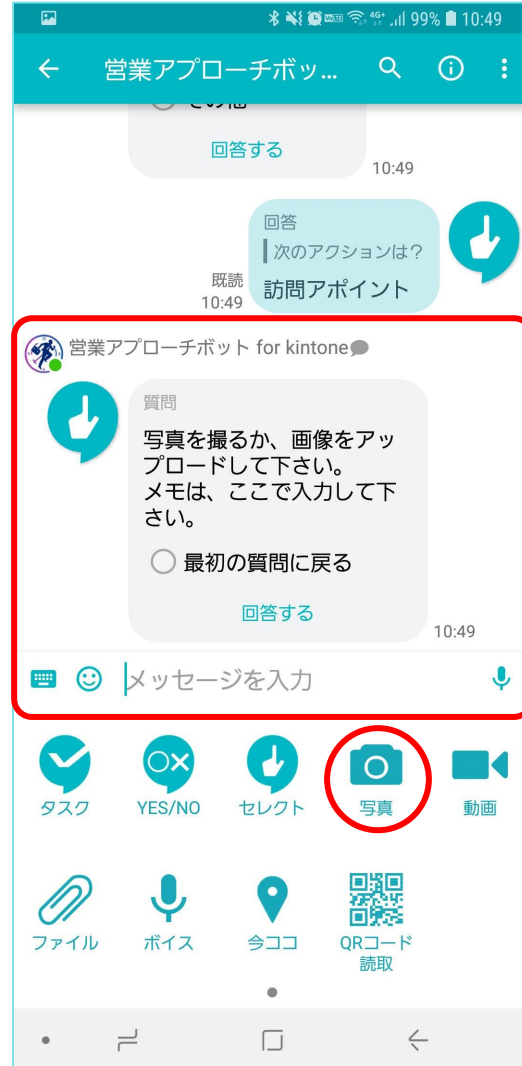 99% 10:49
営業アプローチボッ...
その他
回答する
10:49
回答
次のアクションは?
訪問アポイント
既読
10:49
営業アプローチボット for kintone
質問
写真を撮るか、画像をアッ
プロードして下さい。
メモは、ここで入力して下
さい。
最初の質問に戻る
回答する
10:49
メッセージを入力
タスク YES/NO セレクト 写真 動画
ファイル ボイス 今ココ QRコード
読取